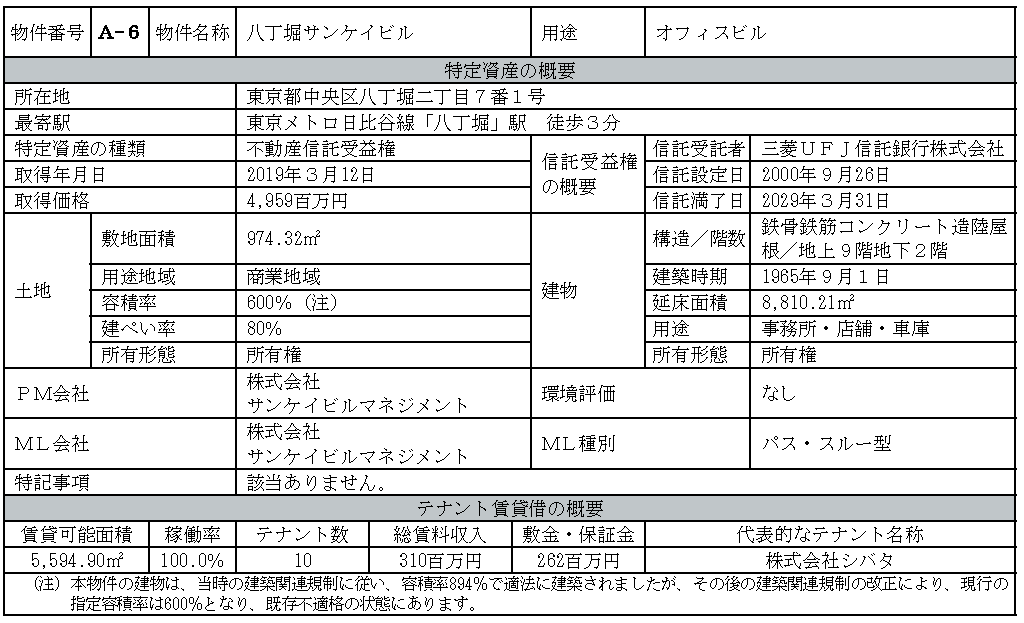 物件番号 A-6 物件名称 八丁堀サンケイビル 用途 オフィスビル
特定資産の概要
所在地 東京都中央区八丁堀二丁目7番1号
最寄駅 東京メトロ日比谷線「八丁堀」駅 徒歩3分
特定資産の種類 不動産信託受益権 信託受益権の概要 信託受託者 三菱UFJ信託銀行株式会社
取得年月日 2019年3月12日 信託設定日 2000年9月26日
取得価格 4,959百万円 信託満了日 2029年3月31日
土地 敷地面積 974.32㎡ 建物 構造/階数 鉄骨鉄筋コンクリート造陸屋
根/地上9階地下2階
用途地域 商業地域 建築時期 1965年9月1日
容積率 600%(注) 延床面積 8,810.21㎡
建ぺい率 80% 用途 事務所・店舗・車庫
所有形態 所有権 所有形態 所有権
PM会社 株式会社
サンケイビルマネジメント 環境評価 なし
ML会社 株式会社
サンケイビルマネジメント ML種別 パス・スルー型
特記事項 該当ありません。
テナント賃貸借の概要
賃貸可能面積 稼働率 テナント数 総賃料収入 敷金・保証金 代表的なテナント名称
5,594.90㎡ 100.0% 10 310百万円 262百万円 株式会社シバタ
(注)本物件の建物は、当時の建築関連規制に従い、容積率894%で適法に建築されましたが、その後の建築関連規制の改正により、現行の
指定容積率は600%となり、既存不適格の状態にあります。